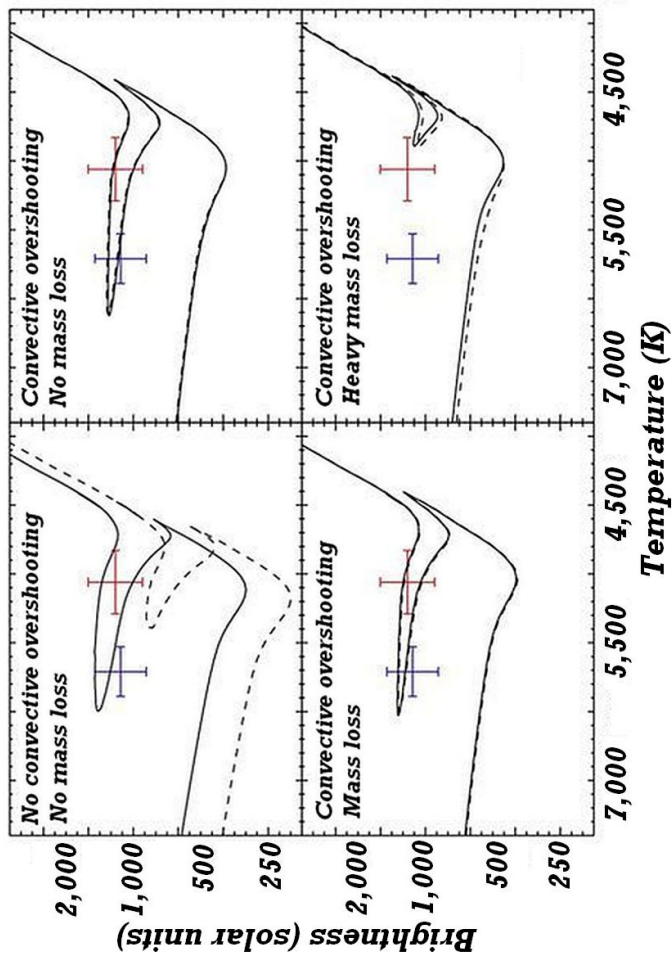 Brightness (solar units)
2,000
1,000
500
250
2,000
1,000
500
250
No convective overshooting
No mass loss
Convective overshooting
No mass loss
Convective overshooting
Mass loss
Convective overshooting
Heavy mass loss
7,000
5,500
4,500
7,000
5,500
4,500
Temperature (K)